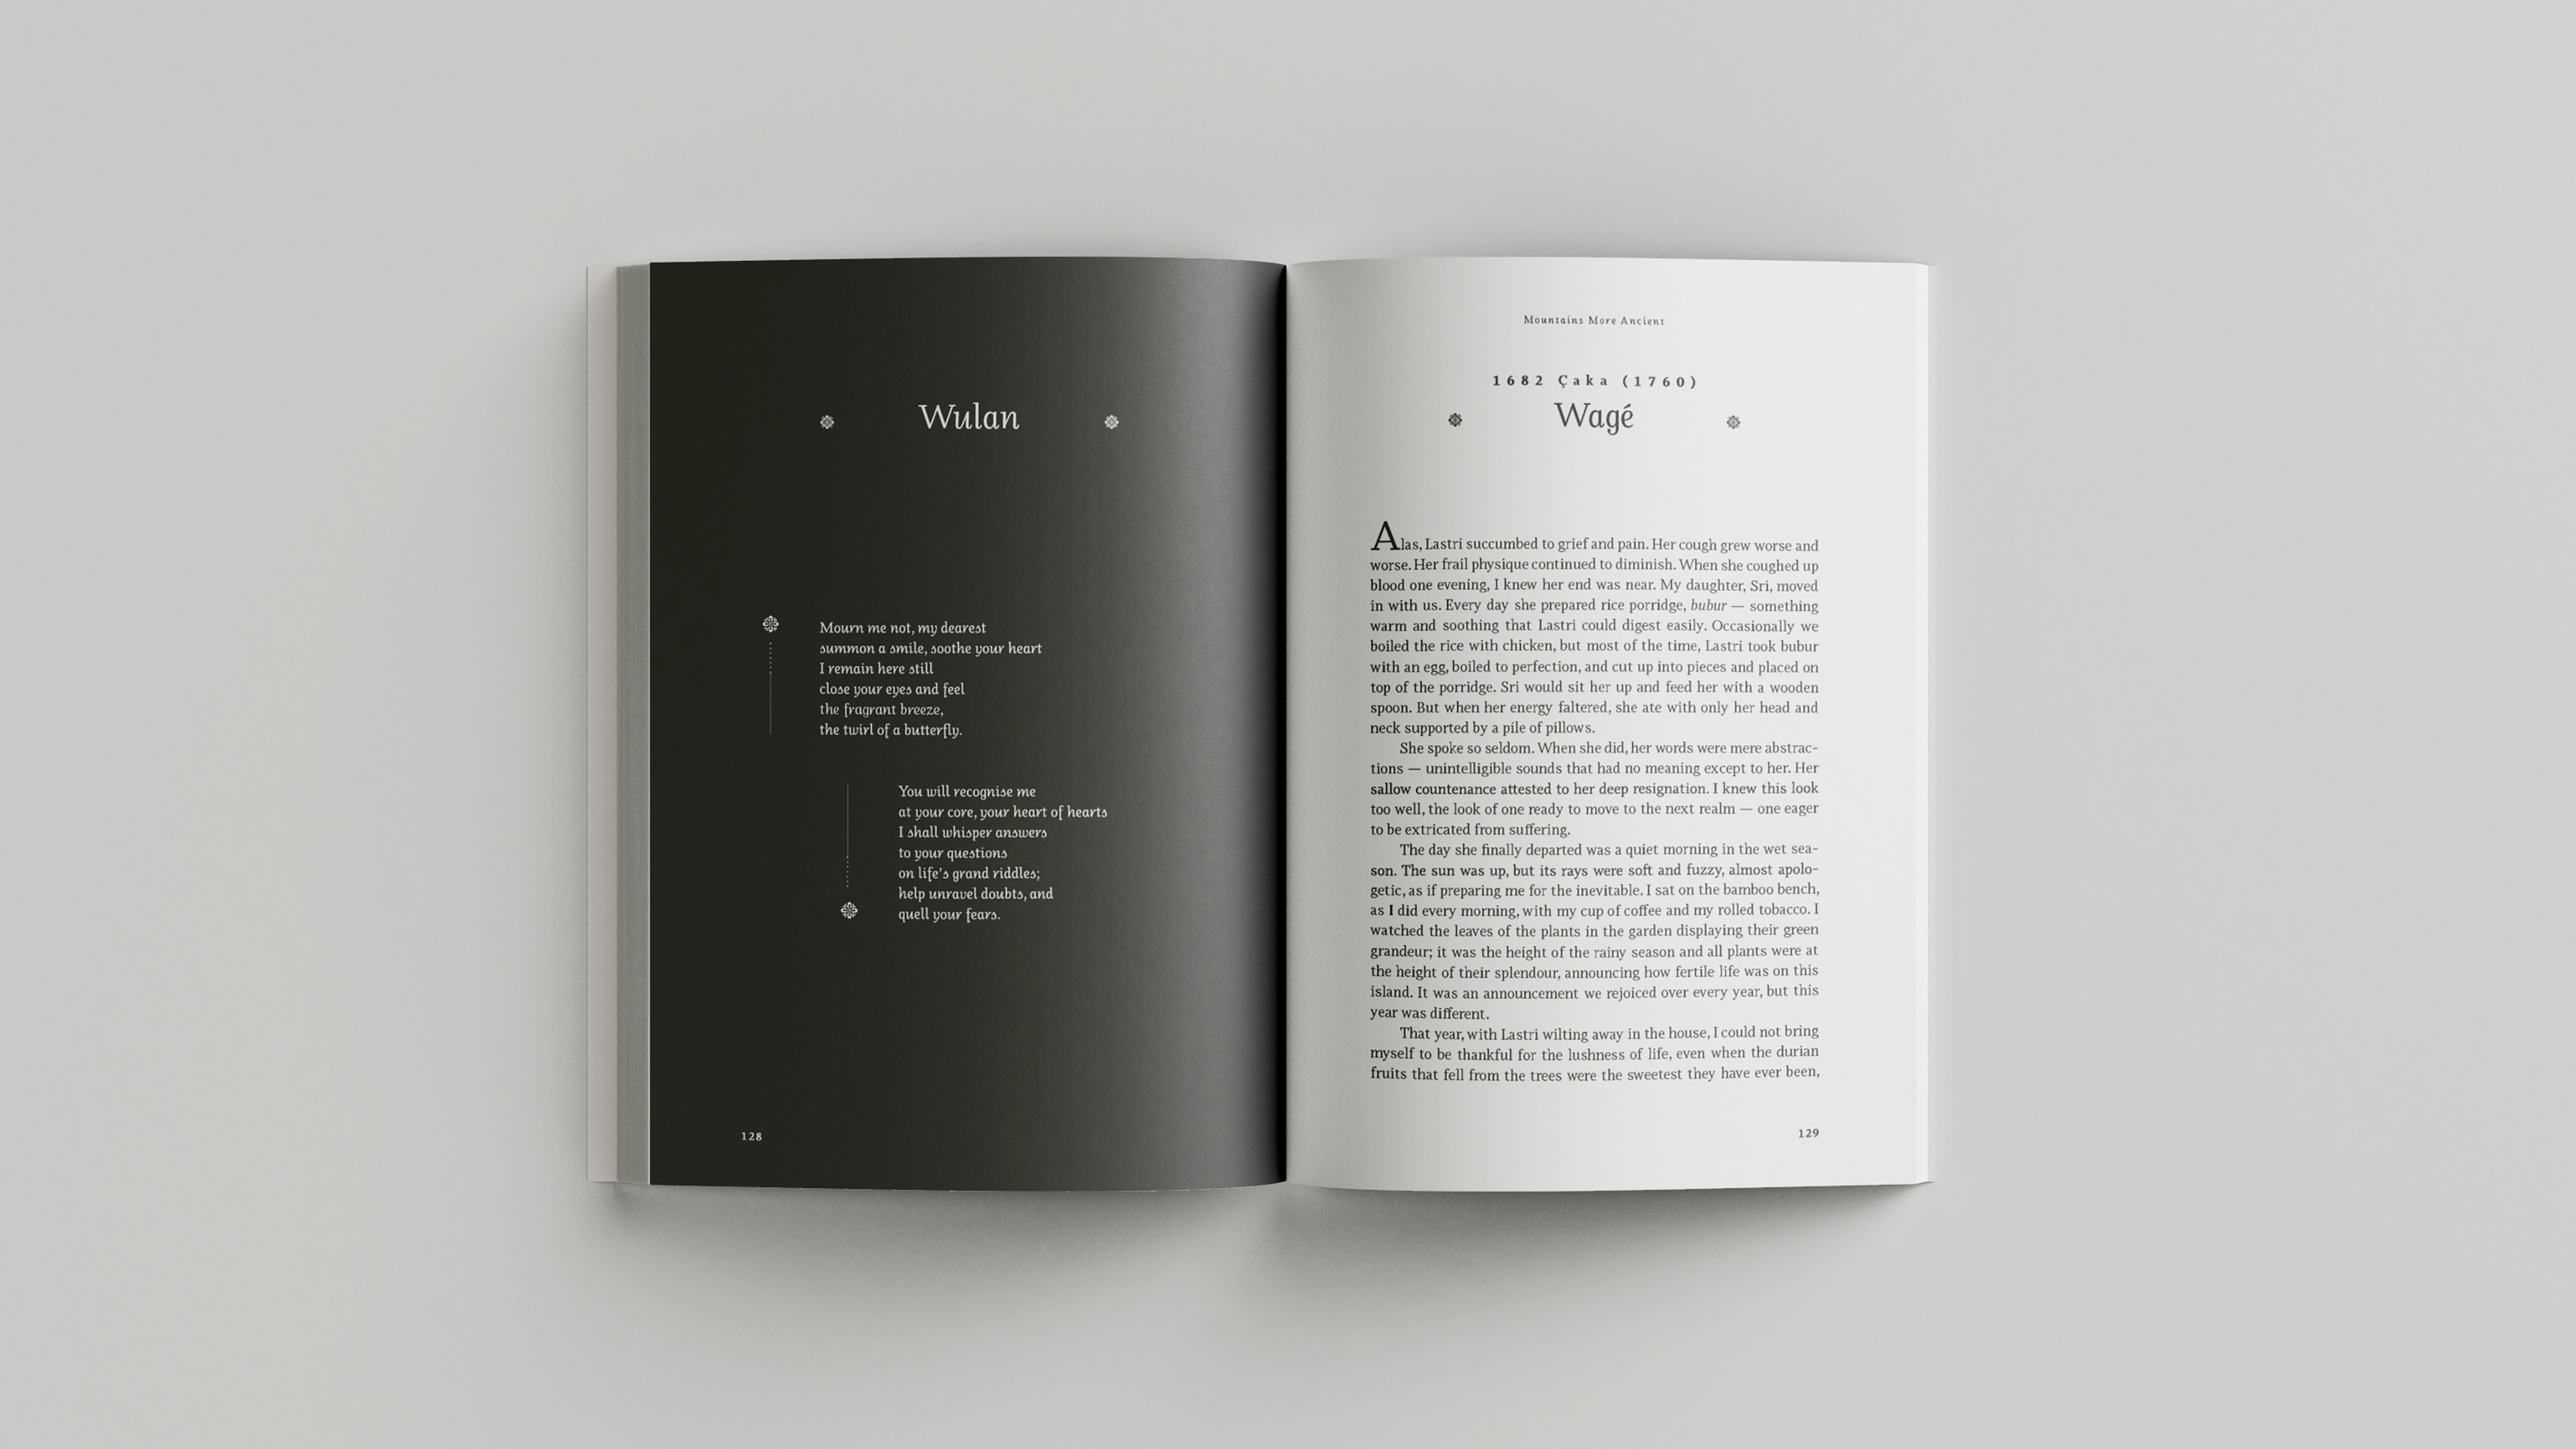 Wulan
Mourn me not, my dearest
summon a smile, soothe your heart
I remain here still
close your eyes and feel
the fragrant breeze,
the twirl of a butterfly.
You will recognise me
at your core, your heart of hearts
I shall whisper answers
to your questions
on life's grand riddles;
help unravel doubts, and
quell your fears.
128
Mountains More Ancient
1682 Çaka (1760)
Wagé
Alas, Lastri succumbed to grief and pain. Her cough grew worse and
worse. Her frail physique continued to diminish. When she coughed up
blood one evening, I knew her end was near. My daughter, Sri, moved
in with us. Every day she prepared rice porridge, bubur — something
warm and soothing that Lastri could digest easily. Occasionally we
boiled the rice with chicken, but most of the time, Lastri took bubur
with an egg, boiled to perfection, and cut up into pieces and placed on
top of the porridge. Sri would sit her up and feed her with a wooden
spoon. But when her energy faltered, she ate with only her head and
neck supported by a pile of pillows.
She spoke so seldom. When she did, her words were mere abstrac-
tions — unintelligible sounds that had no meaning except to her. Her
sallow countenance attested to her deep resignation. I knew this look
too well, the look of one ready to move to the next realm — one eager
to be extricated from suffering.
The day she finally departed was a quiet morning in the wet sea-
son. The sun was up, but its rays were soft and fuzzy, almost apolo-
getic, as if preparing me for the inevitable. I sat on the bamboo bench,
as I did every morning, with my cup of coffee and my rolled tobacco. I
watched the leaves of the plants in the garden displaying their green
grandeur; it was the height of the rainy season and all plants were at
the height of their splendour, announcing how fertile life was on this
island. It was an announcement we rejoiced over every year, but this
year was different.
That year, with Lastri wilting away in the house, I could not bring
myself to be thankful for the lushness of life, even when the durian
fruits that fell from the trees were the sweetest they have ever been,
129